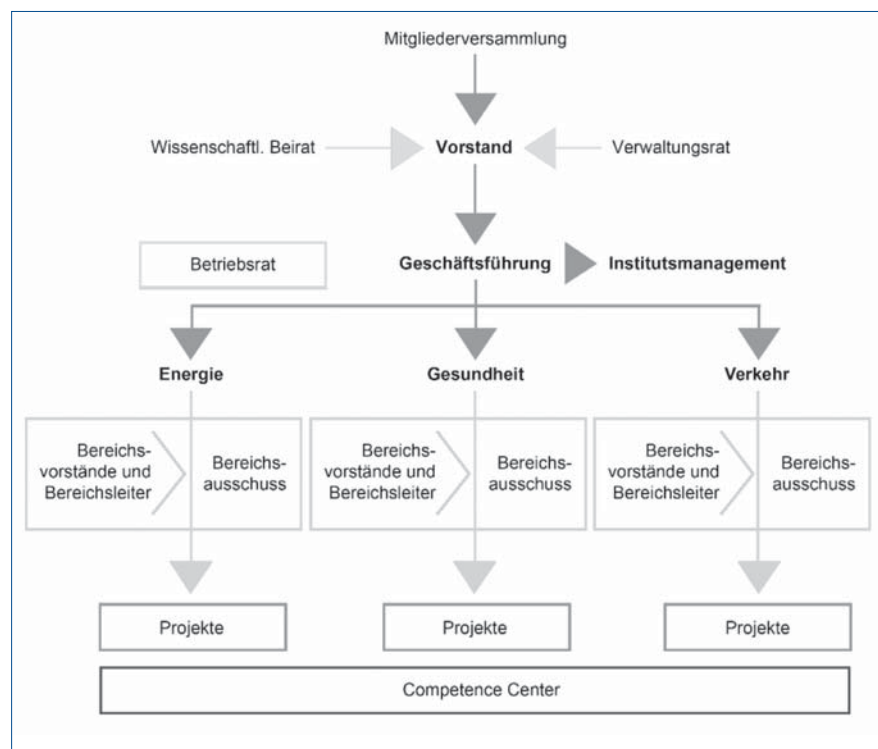 Mitgliederversammlung
Wissenschaftl. Beirat
Vorstand
Verwaltungsrat
Betriebsrat
Geschäftsführung
Institutsmanagement
Energie
Gesundheit
Verkehr
Bereichs-
vorstände und
Bereichsleiter
Bereichs-
ausschuss
Bereichs-
vorstände und
Bereichsleiter
Bereichs-
ausschuss
Bereichs-
vorstände und
Bereichsleiter
Bereichs-
ausschuss
Projekte
Projekte
Projekte
Competence Center